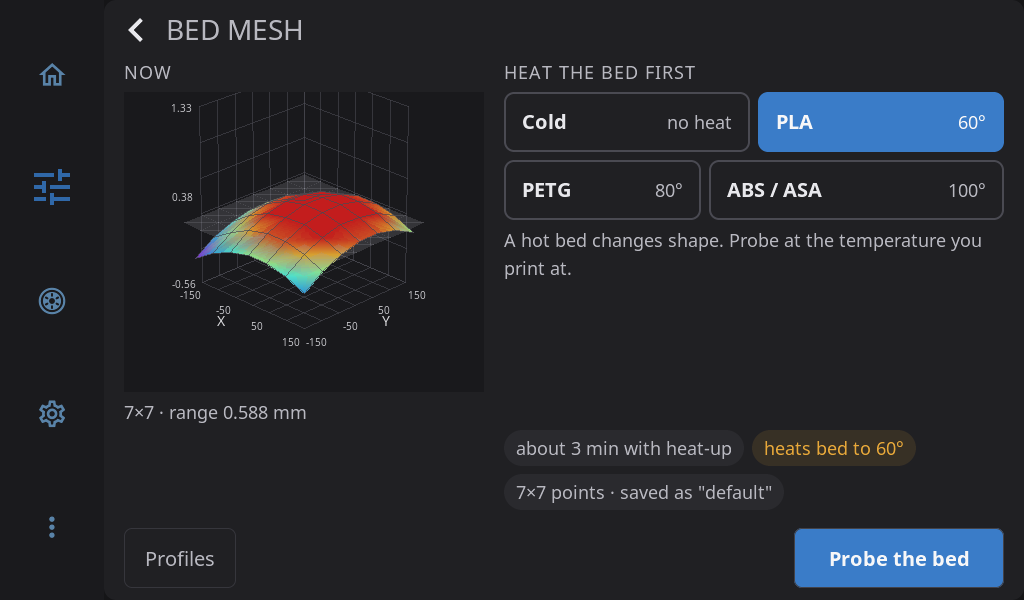 BED MESH
NOW
1.33
0.38
-0.56
-150
-50
X
50
150
-150
-50
Y
50
150
7×7 · range 0.588 mm
HEAT THE BED FIRST
Cold no heat
PLA 60°
PETG 80°
ABS / ASA 100°
A hot bed changes shape. Probe at the temperature you
print at.
about 3 min with heat-up
heats bed to 60°
7×7 points · saved as "default"
Profiles
Probe the bed